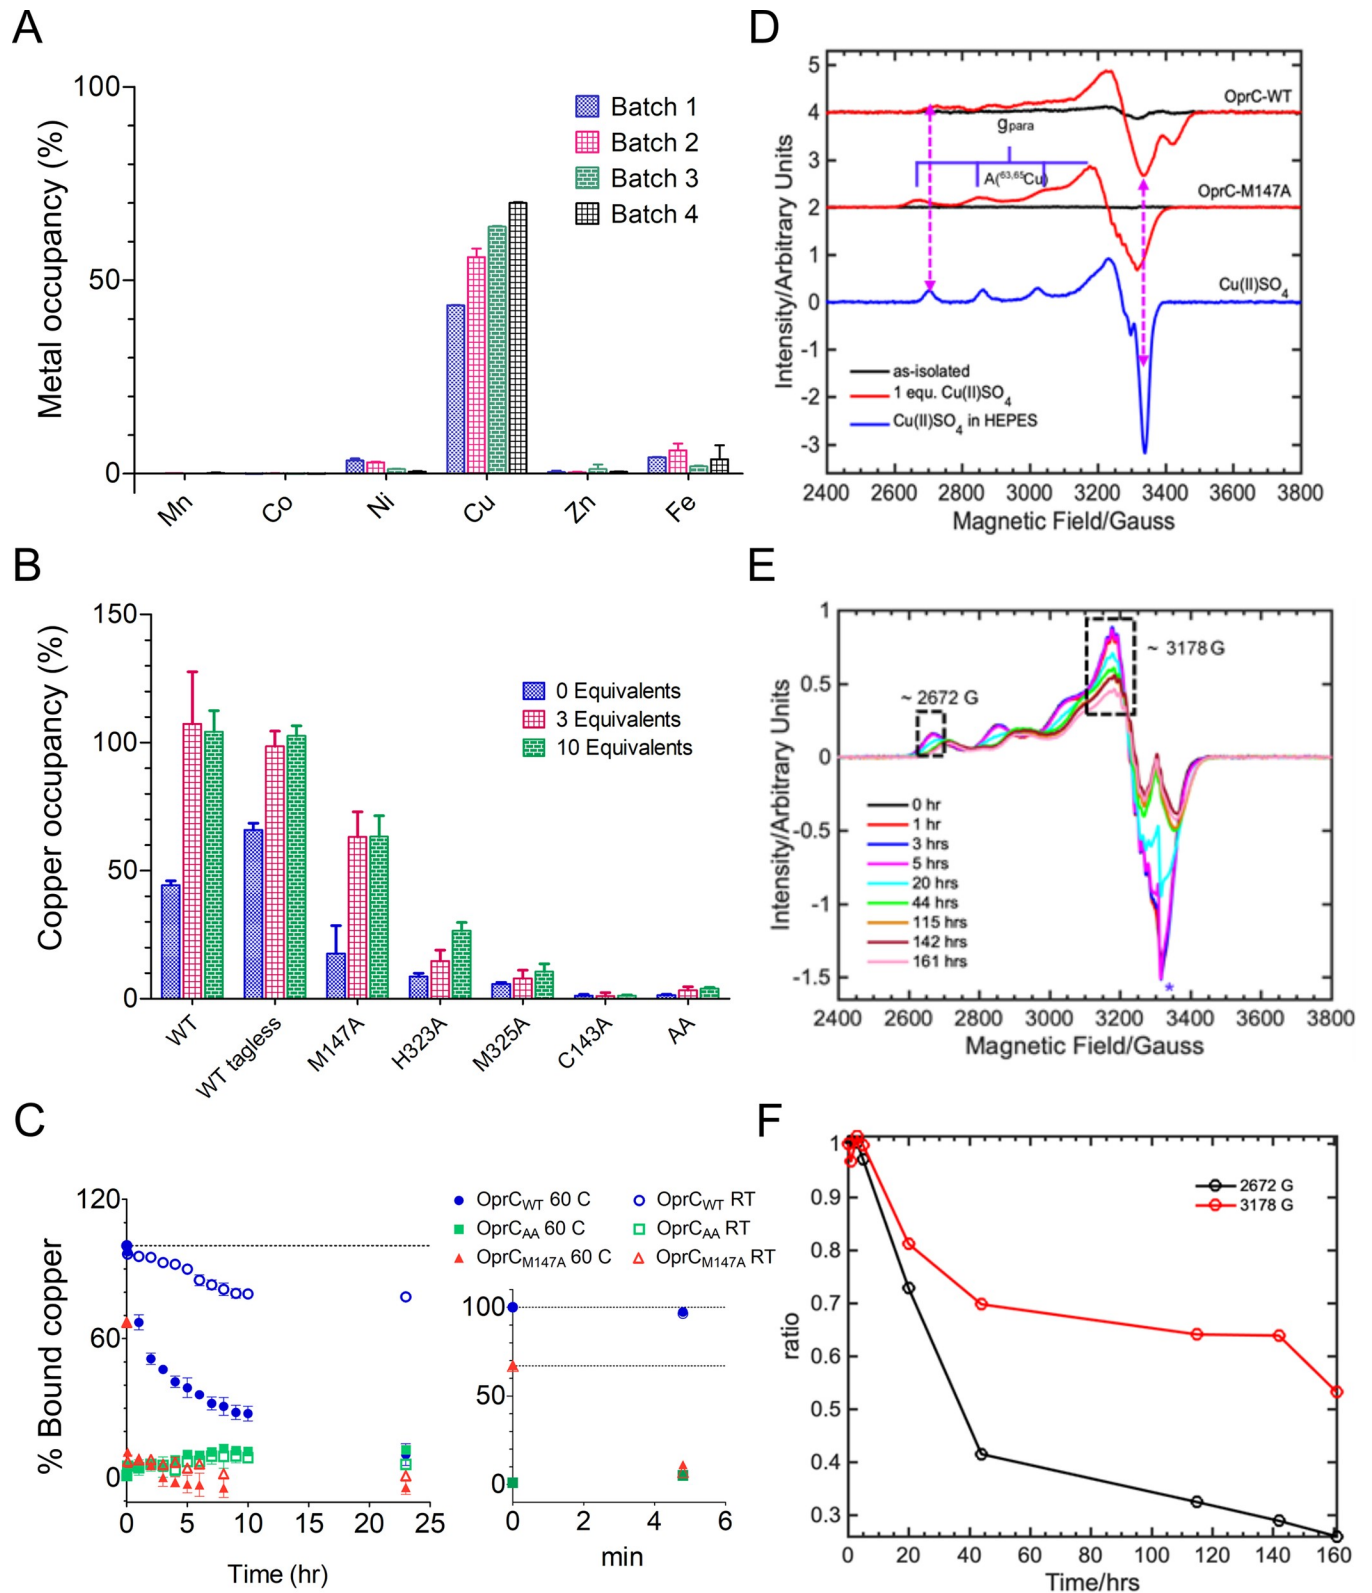 A
Metal occupancy (%)
100
50
0
Batch 1
Batch 2
Batch 3
Batch 4
Mn
Co
Ni
Cu
Zn
Fe
B
Copper occupancy (%)
150
100
50
0
0 Equivalents
3 Equivalents
10 Equivalents
WT
WT tagless
M147A
H323A
M325A
C143A
AA
C
% Bound copper
120
60
0
0 5 10 15 20 25
Time (hr)
OprCWT 60 C
OprCWT RT
OprCAA 60 C
OprCAA RT
OprCM147A 60 C
OprCM147A RT
100
50
0
0 2 4 6
min
D
Intensity/Arbitrary Units
5
4
3
2
1
0
-1
-2
-3
OprC-WT
gpara
A(63,65Cu)
OprC-M147A
Cu(II)SO4
as-isolated
1 equ. Cu(II)SO4
Cu(II)SO4 in HEPES
2400 2600 2800 3000 3200 3400 3600 3800
Magnetic Field/Gauss
E
Intensity/Arbitrary Units
1
0.5
0
-0.5
-1
-1.5
~ 3178 G
~ 2672 G
0 hr
1 hr
3 hrs
5 hrs
20 hrs
44 hrs
115 hrs
142 hrs
161 hrs
*
2400 2600 2800 3000 3200 3400 3600 3800
Magnetic Field/Gauss
F
ratio
1
0.9
0.8
0.7
0.6
0.5
0.4
0.3
2672 G
3178 G
0 20 40 60 80 100 120 140 160
Time/hrs